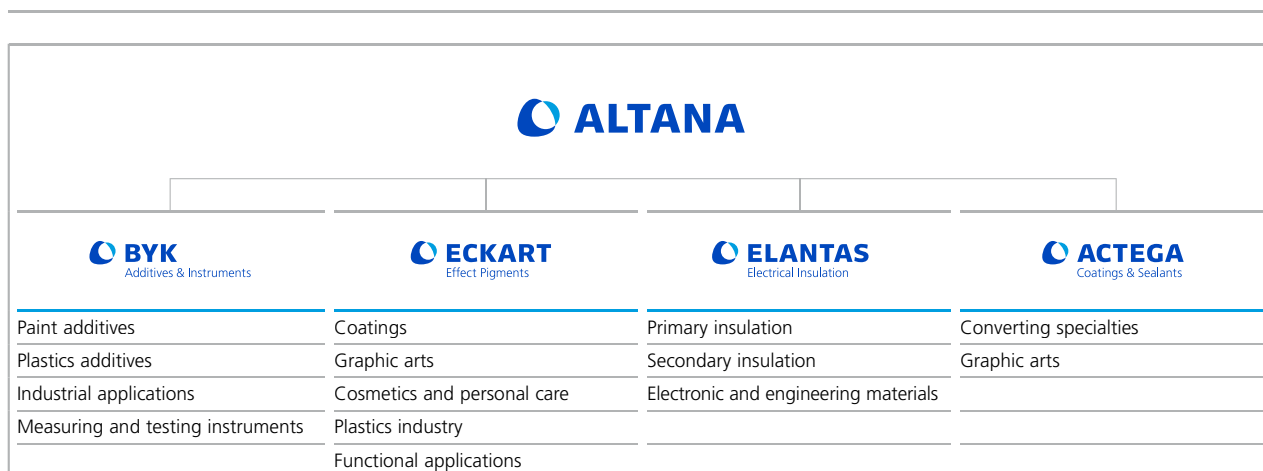 ALTANA
BYK
Additives & Instruments
ECKART
Effect Pigments
ELANTAS
Electrical Insulation
ACTEGA
Coatings & Sealants
Paint additives
Coatings
Primary insulation
Converting specialties
Plastics additives
Graphic arts
Secondary insulation
Graphic arts
Industrial applications
Cosmetics and personal care
Electronic and engineering materials
Measuring and testing instruments
Plastics industry
Functional applications